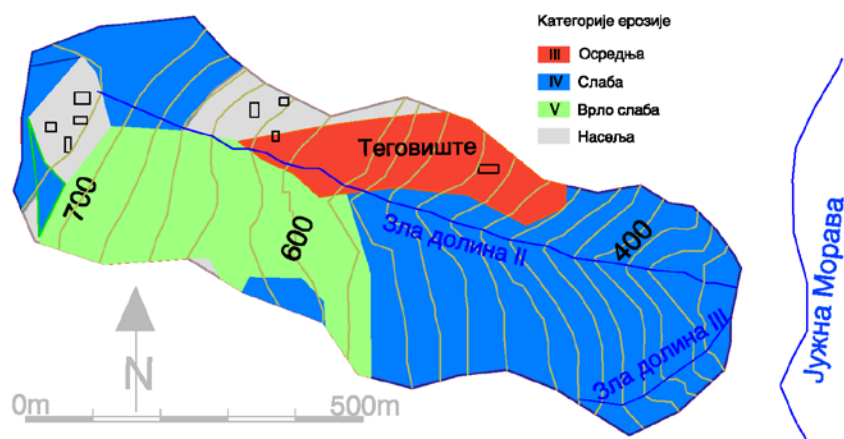 Категорије ерозије
III Осредња
IV Слаба
V Врло слаба
Насеља
Теговиште
700
600
400
Зла долина II
Зла долина III
Јужна Морава
N
0m 500m